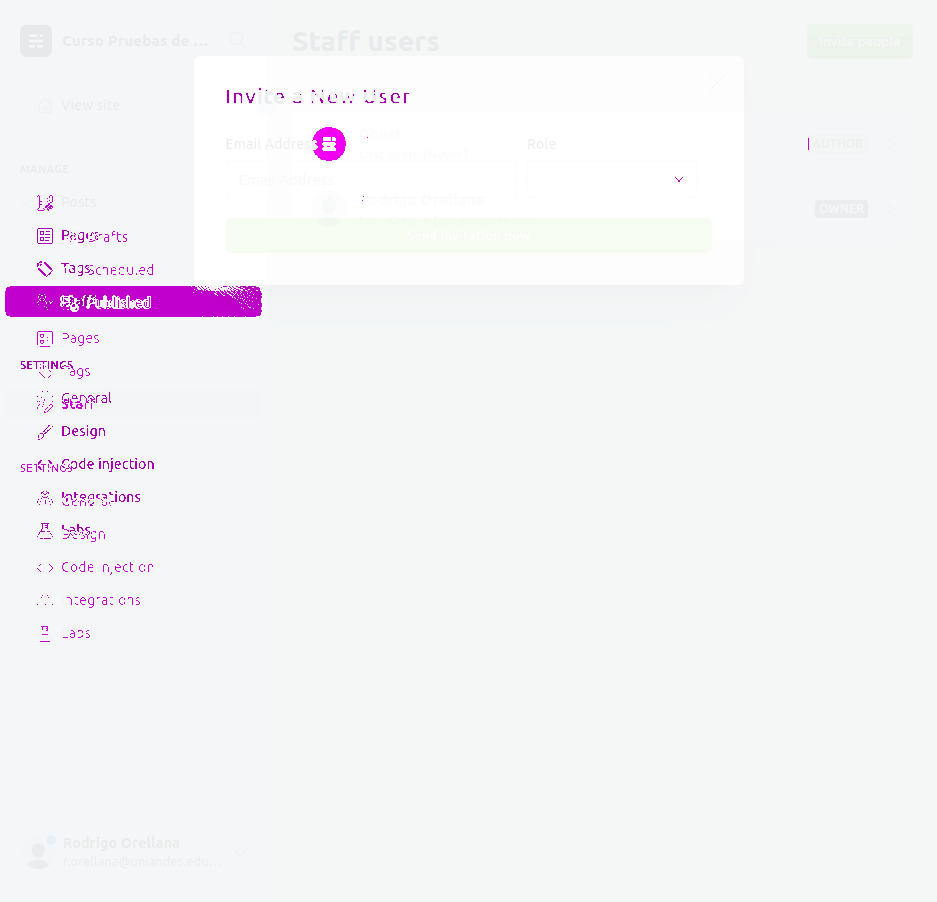 Curso Pruebas de ...
Staff users
Invite people
View site
Invite a New User
Email Address
Role
AUTHOR
MANAGE
Email Address
Posts
Rodrigo Orellana
OWNER
Pages
Drafts
Send invitation now
Tags
Scheduled
Staff
Published
Pages
SETTINGS
Tags
General
Staff
Design
Code injection
SETTINGS
Integrations
General
Labs
Design
Code injection
Integrations
Labs
Rodrigo Orellana
r.orellana@uniandes.edu...